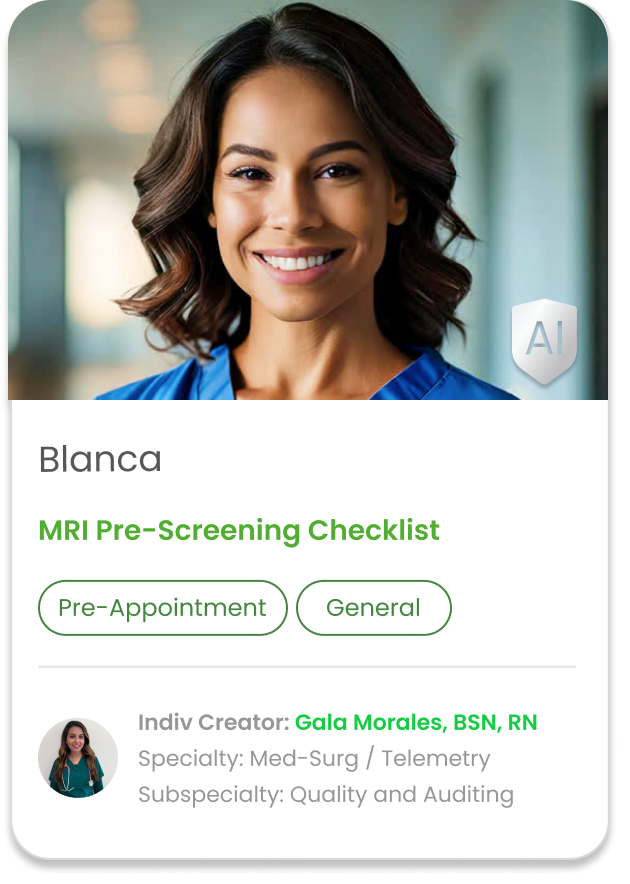 AI
Blanca
MRI Pre-Screening Checklist
Pre-Appointment
General
Indiv Creator: Gala Morales, BSN, RN
Specialty: Med-Surg / Telemetry
Subspecialty: Quality and Auditing